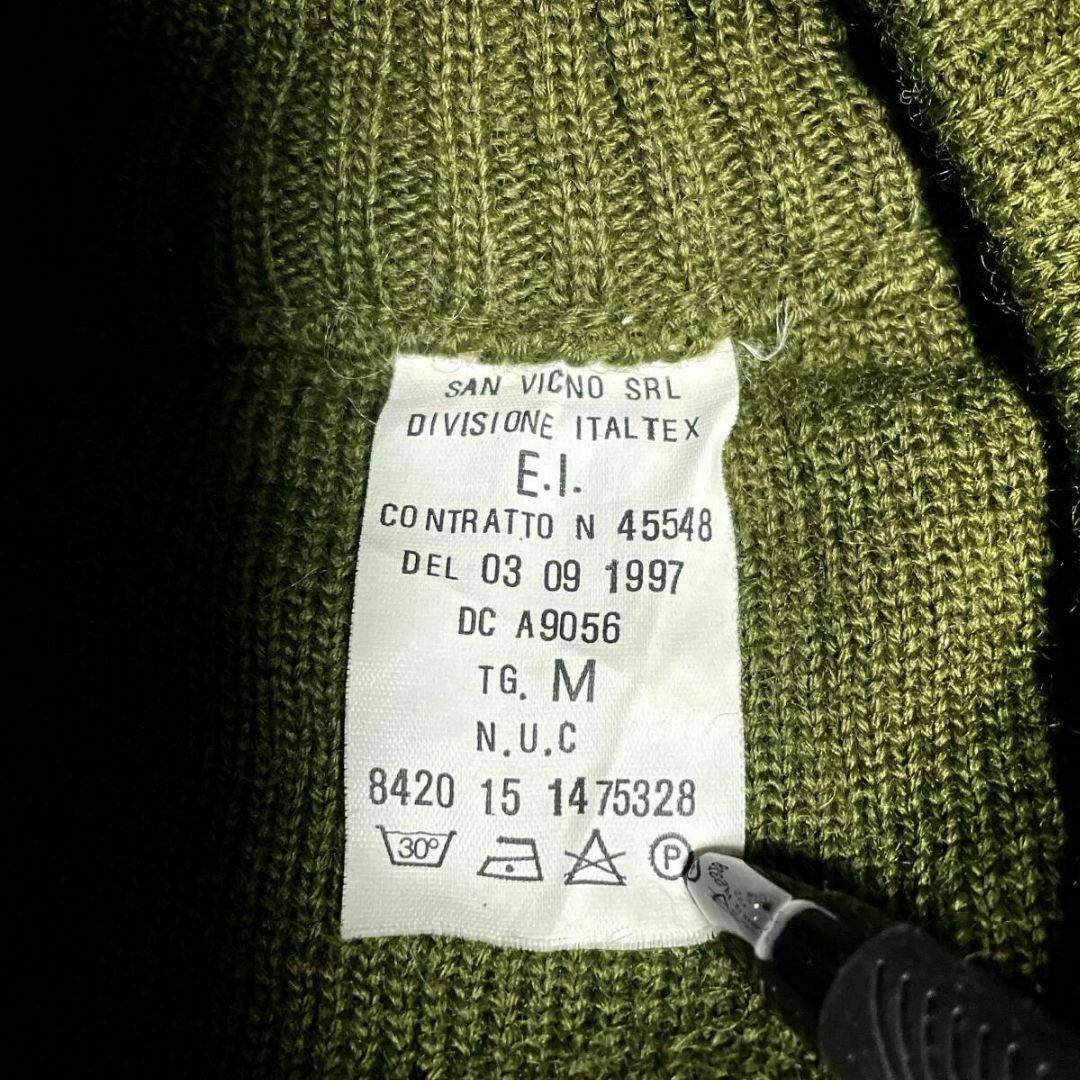 SAN VICNO SRL
DIVISIONE ITALTEX
E.I.
CONTRATTO N 45548
DEL 03 09 1997
DC A9056
TG. M
N.U.C
8420 15 1475328
30° P